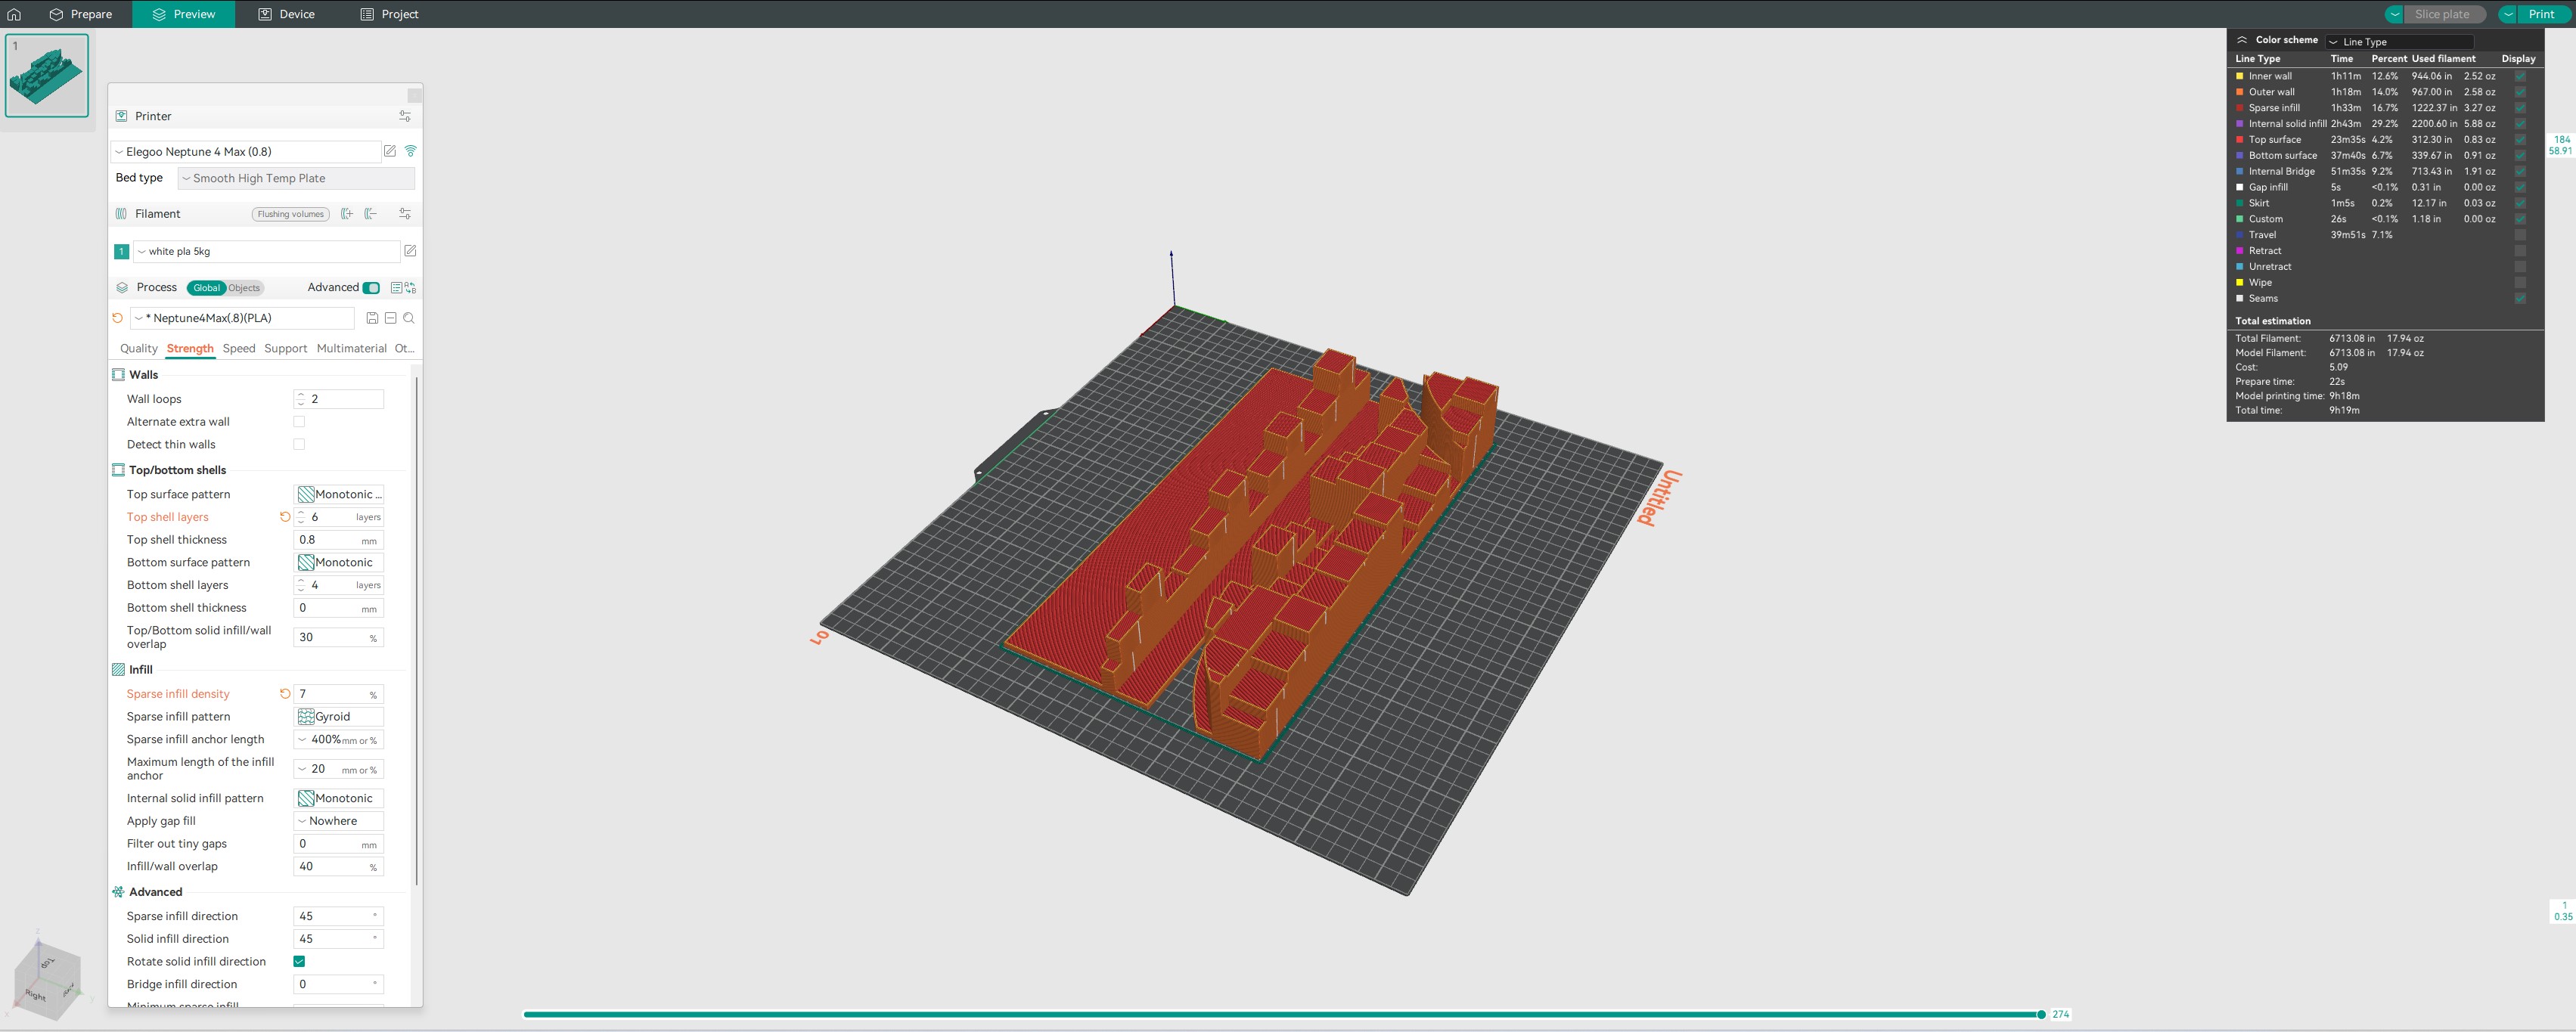 Prepare Preview Device Project Slice plate Print
1
Printer
Elegoo Neptune 4 Max (0.8)
Bed type Smooth High Temp Plate
Filament Flushing volumes
1 white pla 5kg
Process Global Objects Advanced
* Neptune4Max(.8)(PLA)
Quality Strength Speed Support Multimaterial Ot...
Walls
Wall loops 2
Alternate extra wall
Detect thin walls
Top/bottom shells
Top surface pattern Monotonic ...
Top shell layers 6 layers
Top shell thickness 0.8 mm
Bottom surface pattern Monotonic
Bottom shell layers 4 layers
Bottom shell thickness 0 mm
Top/Bottom solid infill/wall
overlap 30 %
Infill
Sparse infill density 7 %
Sparse infill pattern Gyroid
Sparse infill anchor length 400% mm or %
Maximum length of the infill
anchor 20 mm or %
Internal solid infill pattern Monotonic
Apply gap fill Nowhere
Filter out tiny gaps 0 mm
Infill/wall overlap 40 %
Advanced
Sparse infill direction 45 °
Solid infill direction 45 °
Rotate solid infill direction
Bridge infill direction 0 °
Minimum sparse infill
Untitled
01
Top
Right
Color scheme Line Type
Line Type Time Percent Used filament Display
Inner wall 1h11m 12.6% 944.06 in 2.52 oz
Outer wall 1h18m 14.0% 967.00 in 2.58 oz
Sparse infill 1h33m 16.7% 1222.37 in 3.27 oz
Internal solid infill 2h43m 29.2% 2200.60 in 5.88 oz
Top surface 23m35s 4.2% 312.30 in 0.83 oz
Bottom surface 37m40s 6.7% 339.67 in 0.91 oz
Internal Bridge 51m35s 9.2% 713.43 in 1.91 oz
Gap infill 5s <0.1% 0.31 in 0.00 oz
Skirt 1m5s 0.2% 12.17 in 0.03 oz
Custom 26s <0.1% 1.18 in 0.00 oz
Travel 39m51s 7.1%
Retract
Unretract
Wipe
Seams
Total estimation
Total Filament: 6713.08 in 17.94 oz
Model Filament: 6713.08 in 17.94 oz
Cost: 5.09
Prepare time: 22s
Model printing time: 9h18m
Total time: 9h19m
184
58.91
1
0.35
274